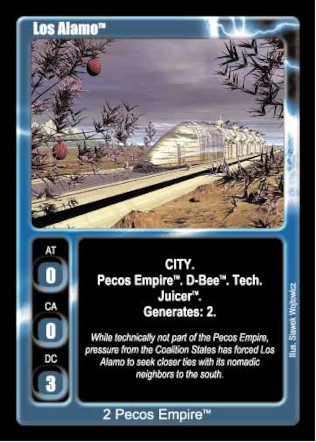 Los Alamo™
AT
0
CA
0
DC
3
CITY.
Pecos Empire™. D-Bee™. Tech.
Juicer™.
Generates: 2.
While technically not part of the Pecos Empire,
pressure from the Coalition States has forced Los
Alamo to seek closer ties with its nomadic
neighbors to the south.
Illus. Slawek Wojtowicz
2 Pecos Empire™